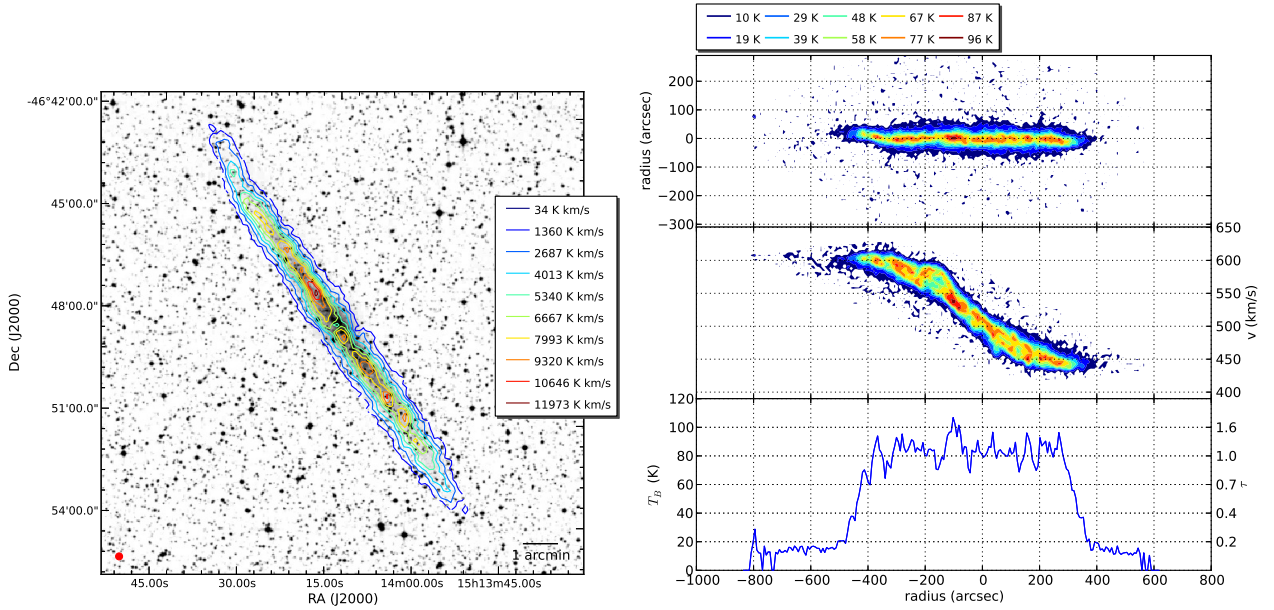 -46°42'00.0"
45'00.0"
48'00.0"
51'00.0"
54'00.0"
Dec (J2000)
34 K km/s
1360 K km/s
2687 K km/s
4013 K km/s
5340 K km/s
6667 K km/s
7993 K km/s
9320 K km/s
10646 K km/s
11973 K km/s
1 arcmin
45.00s 30.00s 15.00s 14m00.00s 15h13m45.00s
RA (J2000)
10 K 29 K 48 K 67 K 87 K
19 K 39 K 58 K 77 K 96 K
200
100
0
−100
−200
−300
radius (arcsec)
650
600
550
500
450
400
v (km/s)
120
100
80
60
40
20
0
T_B (K)
1.6
1.0
0.7
0.4
0.2
τ
−1000 −800 −600 −400 −200 0 200 400 600 800
radius (arcsec)